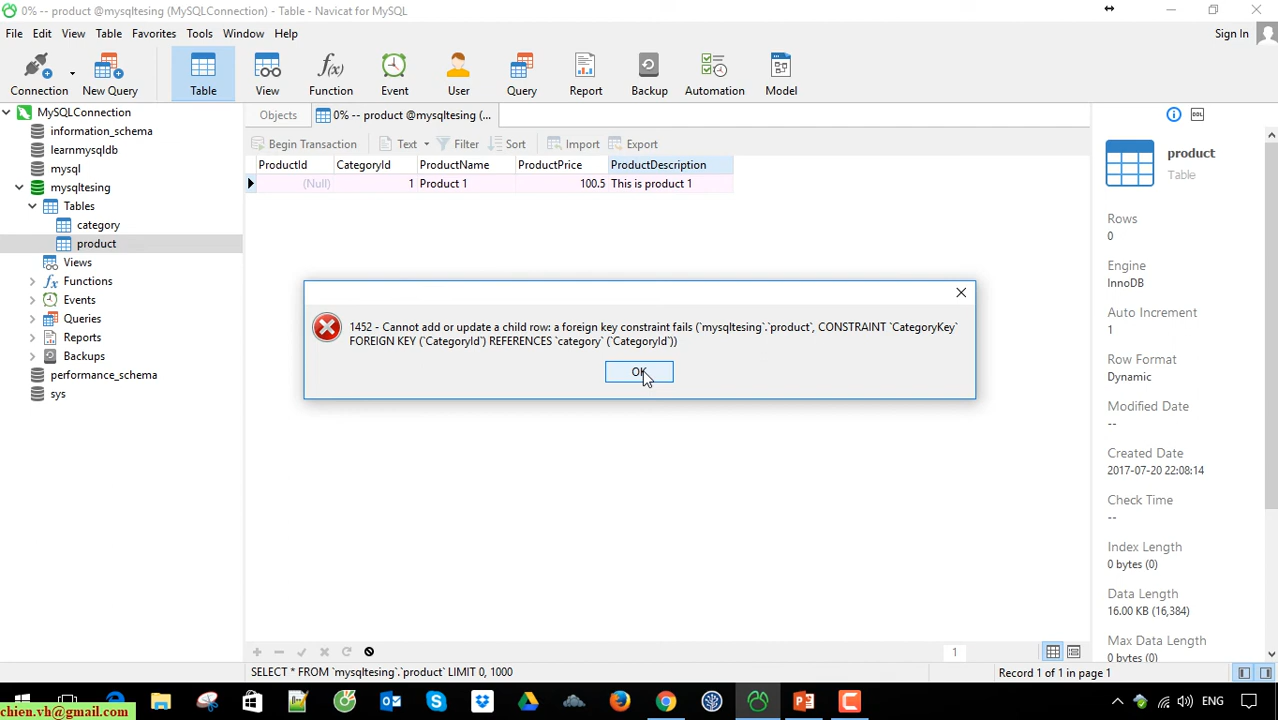 0% -- product @mysqltesing (MySQLConnection) - Table - Navicat for MySQL
File Edit View Table Favorites Tools Window Help Sign In
Connection New Query Table View Function Event User Query Report Backup Automation Model
MySQLConnection
information_schema
learnmysqldb
mysql
mysqltesing
Tables
category
product
Views
Functions
Events
Queries
Reports
Backups
performance_schema
sys
Objects 0% -- product @mysqltesing (...
Begin Transaction Text Filter Sort Import Export
ProductId CategoryId ProductName ProductPrice ProductDescription
(Null) 1 Product 1 100.5 This is product 1
1452 - Cannot add or update a child row: a foreign key constraint fails (`mysqltesing`.`product`, CONSTRAINT `CategoryKey`
FOREIGN KEY (`CategoryId`) REFERENCES `category` (`CategoryId`))
OK
product
Table
Rows
0
Engine
InnoDB
Auto Increment
1
Row Format
Dynamic
Modified Date
--
Created Date
2017-07-20 22:08:14
Check Time
--
Index Length
0 bytes (0)
Data Length
16.00 KB (16,384)
Max Data Length
0 bytes (0)
1
SELECT * FROM `mysqltesing`.`product` LIMIT 0, 1000 Record 1 of 1 in page 1
ENG
chien.vh@gmail.com